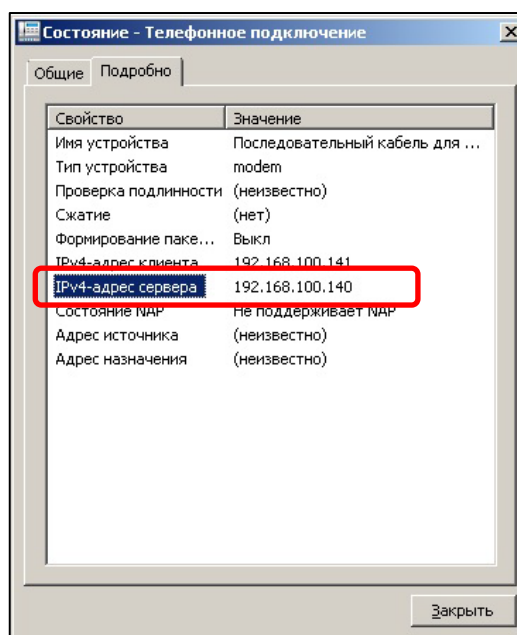 Состояние - Телефонное подключение
Общие Подробно
Свойство Значение
Имя устройства Последовательный кабель для ...
Тип устройства modem
Проверка подлинности (неизвестно)
Сжатие (нет)
Формирование паке... Выкл
IPv4-адрес клиента 192.168.100.141
IPv4-адрес сервера 192.168.100.140
Состояние NAP Не поддерживает NAP
Адрес источника (неизвестно)
Адрес назначения (неизвестно)
Закрыть